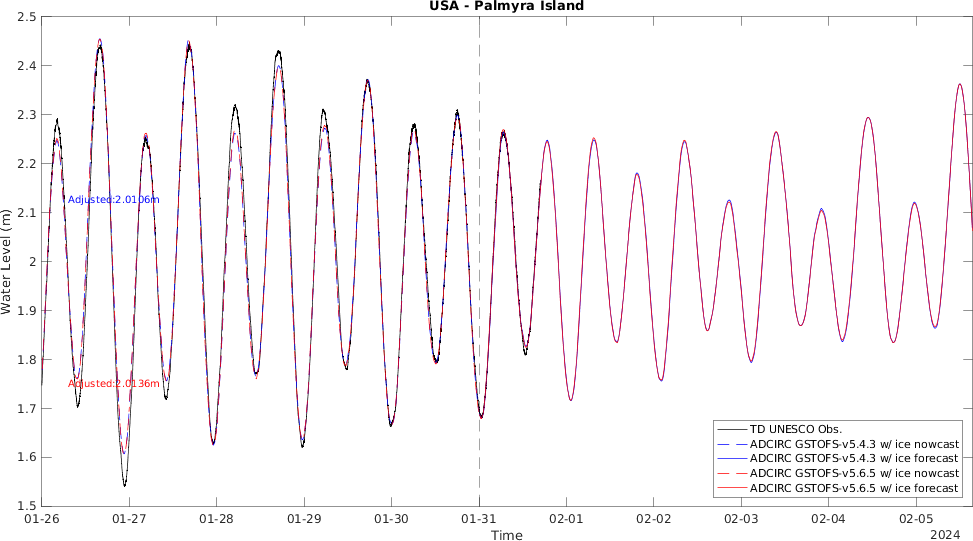 USA - Palmyra Island
Water Level (m)
2.5
2.4
2.3
2.2
2.1
2
1.9
1.8
1.7
1.6
1.5
Adjusted:2.0106m
Adjusted:2.0136m
TD UNESCO Obs.
ADCIRC GSTOFS-v5.4.3 w/ ice nowcast
ADCIRC GSTOFS-v5.4.3 w/ ice forecast
ADCIRC GSTOFS-v5.6.5 w/ ice nowcast
ADCIRC GSTOFS-v5.6.5 w/ ice forecast
01-26 01-27 01-28 01-29 01-30 01-31 02-01 02-02 02-03 02-04 02-05
Time
2024